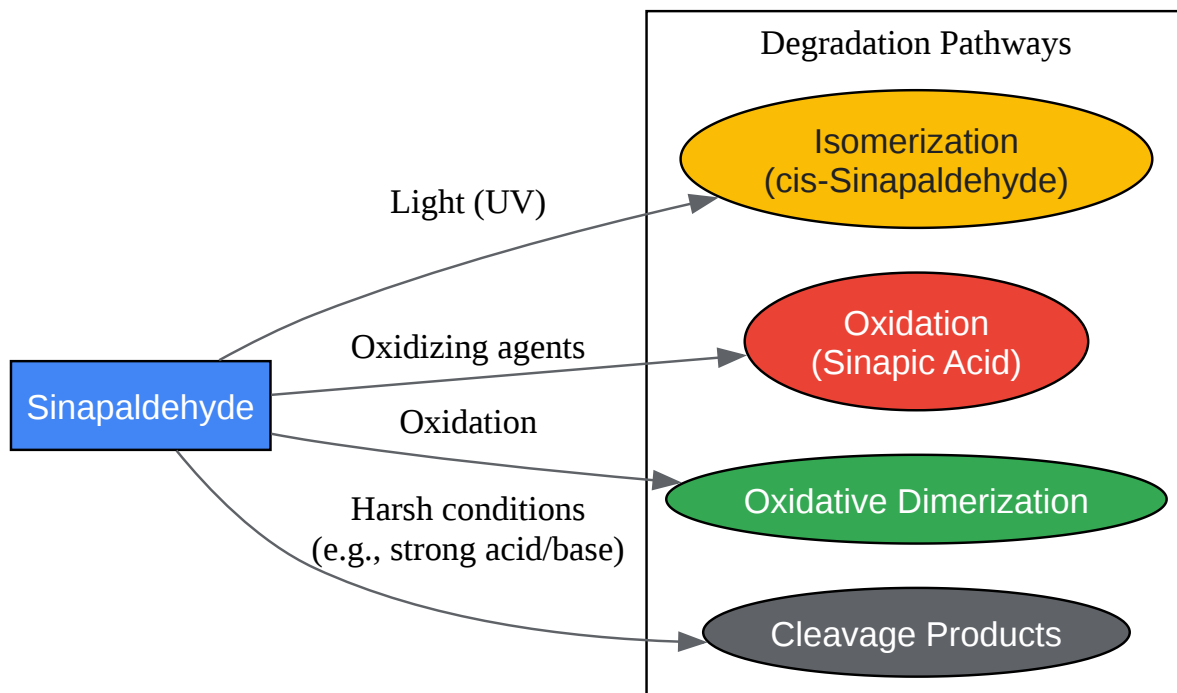 Degradation Pathways
Isomerization
(cis-Sinapaldehyde)
Light (UV)
Oxidizing agents
Oxidation
(Sinapic Acid)
Sinapaldehyde
Oxidation
Oxidative Dimerization
Harsh conditions
(e.g., strong acid/base)
Cleavage Products